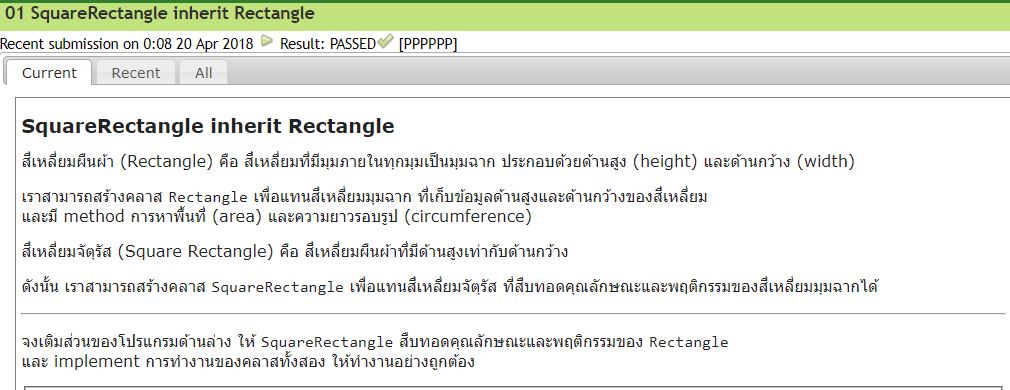 01 SquareRectangle inherit Rectangle
Recent submission on 0:08 20 Apr 2018 Result: PASSED [PPPPPP]
Current Recent All
SquareRectangle inherit Rectangle
สี่เหลี่ยมผืนผ้า (Rectangle) คือ สี่เหลี่ยมที่มีมุมภายในทุกมุมเป็นมุมฉาก ประกอบด้วยด้านสูง (height) และด้านกว้าง (width)
เราสามารถสร้างคลาส Rectangle เพื่อแทนสี่เหลี่ยมมุมฉาก ที่เก็บข้อมูลด้านสูงและด้านกว้างของสี่เหลี่ยม
และมี method การหาพื้นที่ (area) และความยาวรอบรูป (circumference)
สี่เหลี่ยมจัตุรัส (Square Rectangle) คือ สี่เหลี่ยมผืนผ้าที่มีด้านสูงเท่ากับด้านกว้าง
ดังนั้น เราสามารถสร้างคลาส SquareRectangle เพื่อแทนสี่เหลี่ยมจัตุรัส ที่สืบทอดคุณลักษณะและพฤติกรรมของสี่เหลี่ยมมุมฉากได้
จงเติมส่วนของโปรแกรมด้านล่าง ให้ SquareRectangle สืบทอดคุณลักษณะและพฤติกรรมของ Rectangle
และ implement การทำงานของคลาสทั้งสอง ให้ทำงานอย่างถูกต้อง